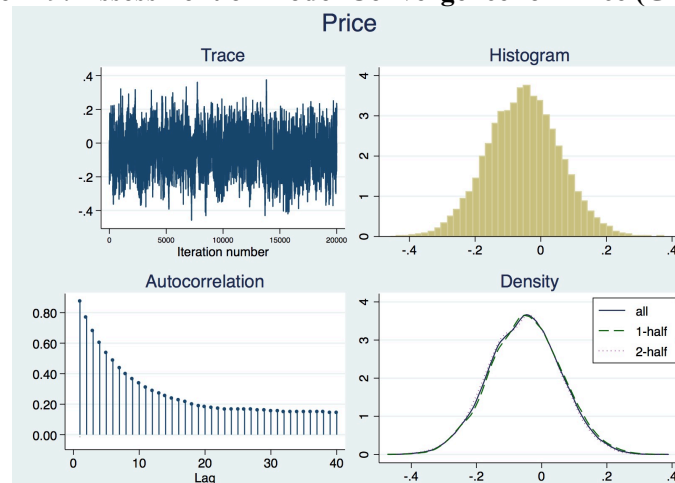 Price
Trace
.4
.2
0
-.2
-.4
0 5000 10000 15000 20000
Iteration number
Histogram
4
3
2
1
0
-.4 -.2 0 .2 .4
Autocorrelation
0.80
0.60
0.40
0.20
0.00
0 10 20 30 40
Lag
Density
4
3
2
1
0
-.4 -.2 0 .2 .4
all
1-half
2-half